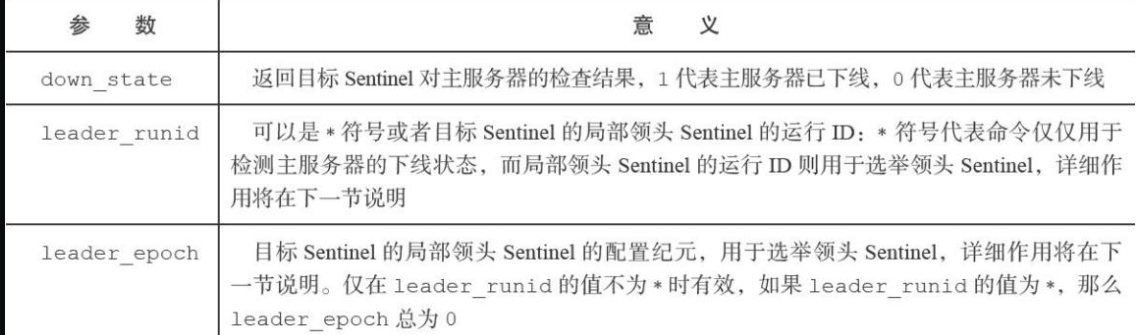 参 数 意 义
down_state 返回目标 Sentinel 对主服务器的检查结果，1 代表主服务器已下线，0 代表主服务器未下线
leader_runid 可以是 * 符号或者目标 Sentinel 的局部领头 Sentinel 的运行 ID：* 符号代表命令仅仅用于
检测主服务器的下线状态，而局部领头 Sentinel 的运行 ID 则用于选举领头 Sentinel，详细作
用将在下一节说明
leader_epoch 目标 Sentinel 的局部领头 Sentinel 的配置纪元，用于选举领头 Sentinel，详细作用将在下
一节说明。仅在 leader_runid 的值不为 * 时有效，如果 leader_runid 的值为 *，那么
leader_epoch 总为 0